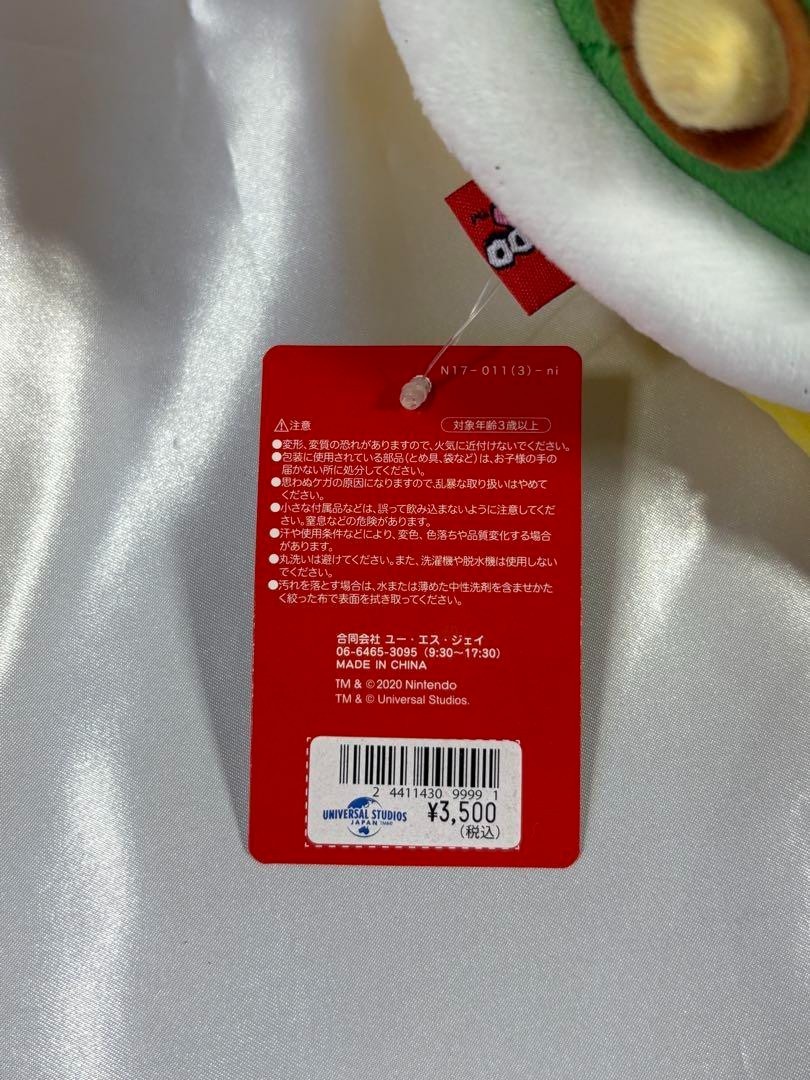 N17-011(3)-ni
⚠注意 対象年齢3歳以上
●変形、変質の恐れがありますので、火気に近付けないでください。
●包装に使用されている部品(とめ具、袋など)は、お子様の手の
届かない所に処分してください。
●思わぬケガの原因になりますので、乱暴な取り扱いはやめて
ください。
●小さな付属品などは、誤って飲み込まないように注意してくだ
さい。窒息などの危険があります。
●汗や使用条件などにより、変色、色落ちや品質変化する場合
があります。
●丸洗いは避けてください。また、洗濯機や脱水機は使用しない
でください。
●汚れを落とす場合は、水または薄めた中性洗剤を含ませかた
く絞った布で表面を拭き取ってください。
合同会社 ユー・エス・ジェイ
06-6465-3095 (9:30〜17:30)
MADE IN CHINA
TM & © 2020 Nintendo
TM & © Universal Studios.
2 4411430 9999 1
UNIVERSAL STUDIOS
JAPAN TM&®
¥3,500
(税込)